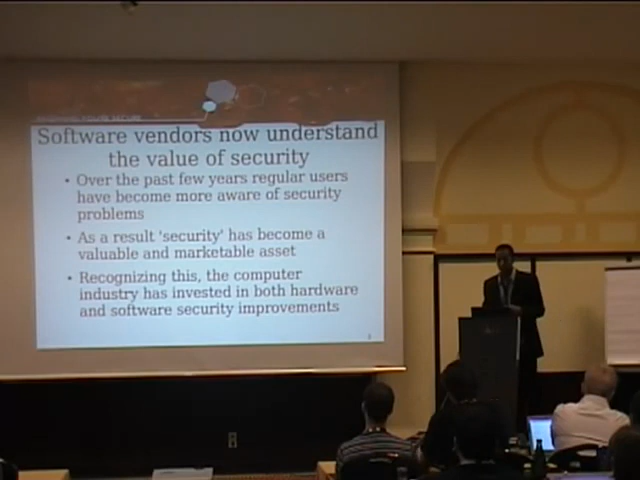 Software vendors now understand
the value of security
• Over the past few years regular users
have become more aware of security
problems
• As a result 'security' has become a
valuable and marketable asset
• Recognizing this, the computer
industry has invested in both hardware
and software security improvements